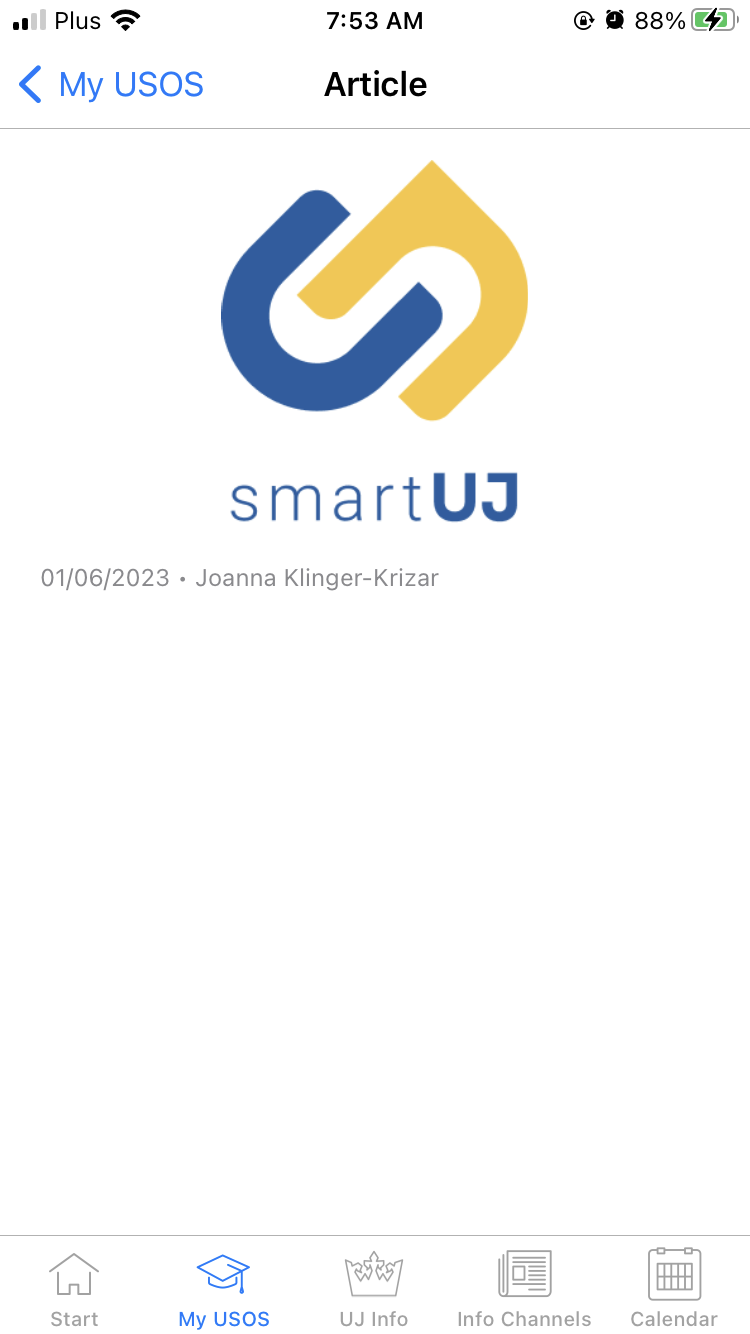 Plus 7:53 AM 88%
My USOS Article
smartUJ
01/06/2023 • Joanna Klinger-Krizar
Start My USOS UJ Info Info Channels Calendar